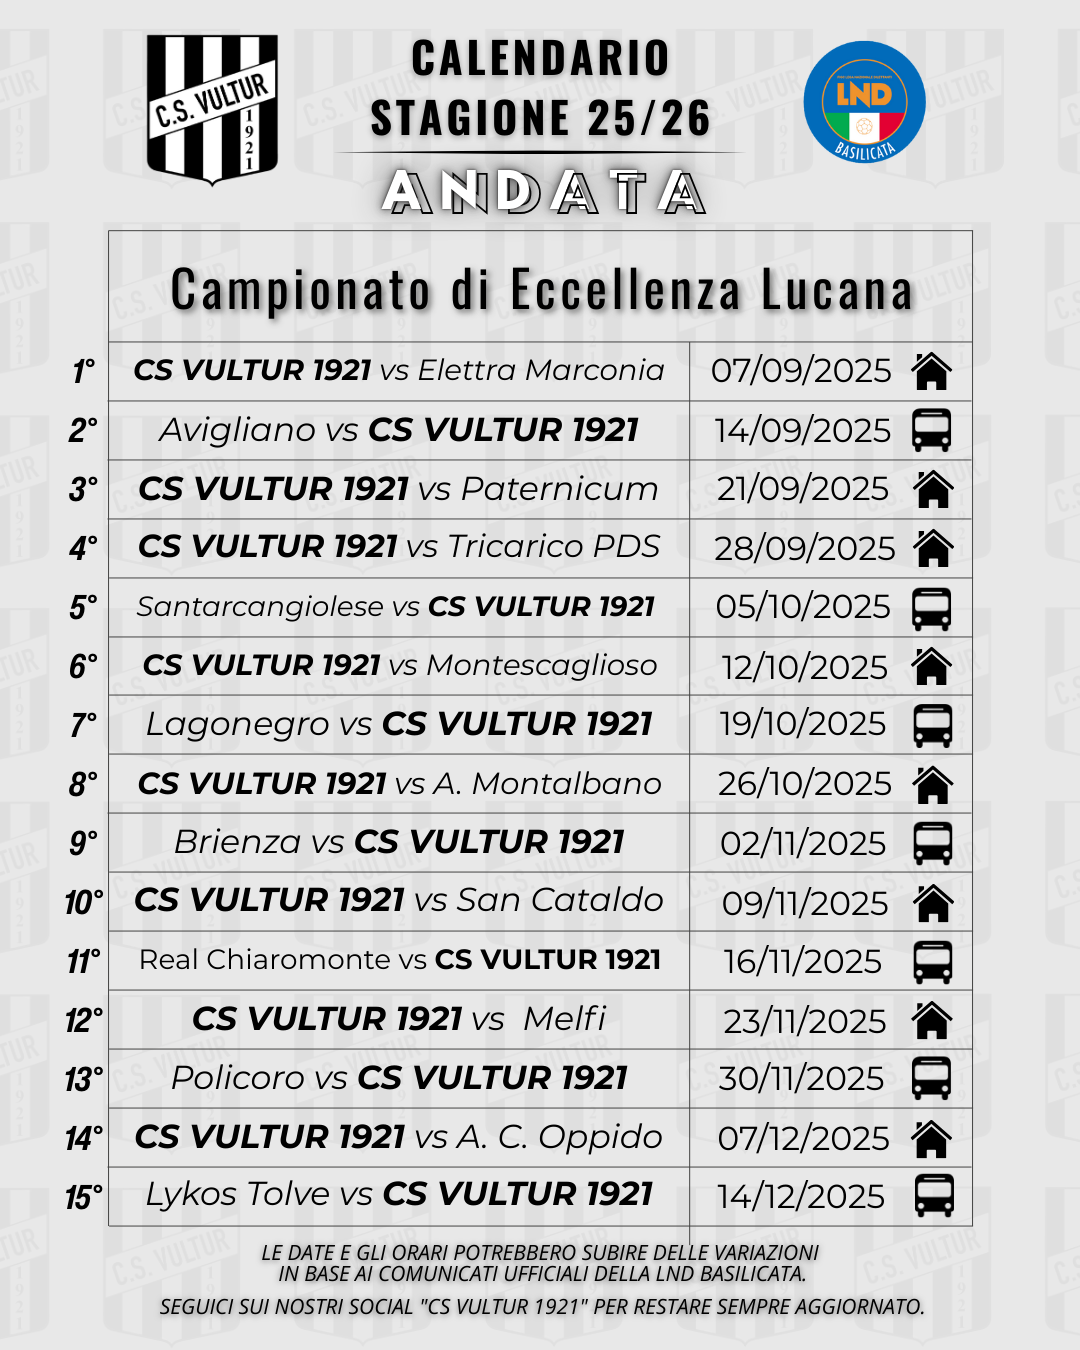 C.S. VULTUR
1921
CALENDARIO
STAGIONE 25/26
ANDATA
LND
BASILICATA
Campionato di Eccellenza Lucana
1° CS VULTUR 1921 vs Elettra Marconia 07/09/2025
2° Avigliano vs CS VULTUR 1921 14/09/2025
3° CS VULTUR 1921 vs Paternicum 21/09/2025
4° CS VULTUR 1921 vs Tricarico PDS 28/09/2025
5° Santarcangiolese vs CS VULTUR 1921 05/10/2025
6° CS VULTUR 1921 vs Montescaglioso 12/10/2025
7° Lagonegro vs CS VULTUR 1921 19/10/2025
8° CS VULTUR 1921 vs A. Montalbano 26/10/2025
9° Brienza vs CS VULTUR 1921 02/11/2025
10° CS VULTUR 1921 vs San Cataldo 09/11/2025
11° Real Chiaromonte vs CS VULTUR 1921 16/11/2025
12° CS VULTUR 1921 vs Melfi 23/11/2025
13° Policoro vs CS VULTUR 1921 30/11/2025
14° CS VULTUR 1921 vs A. C. Oppido 07/12/2025
15° Lykos Tolve vs CS VULTUR 1921 14/12/2025
LE DATE E GLI ORARI POTREBBERO SUBIRE DELLE VARIAZIONI
IN BASE AI COMUNICATI UFFICIALI DELLA LND BASILICATA.
SEGUICI SUI NOSTRI SOCIAL "CS VULTUR 1921" PER RESTARE SEMPRE AGGIORNATO.